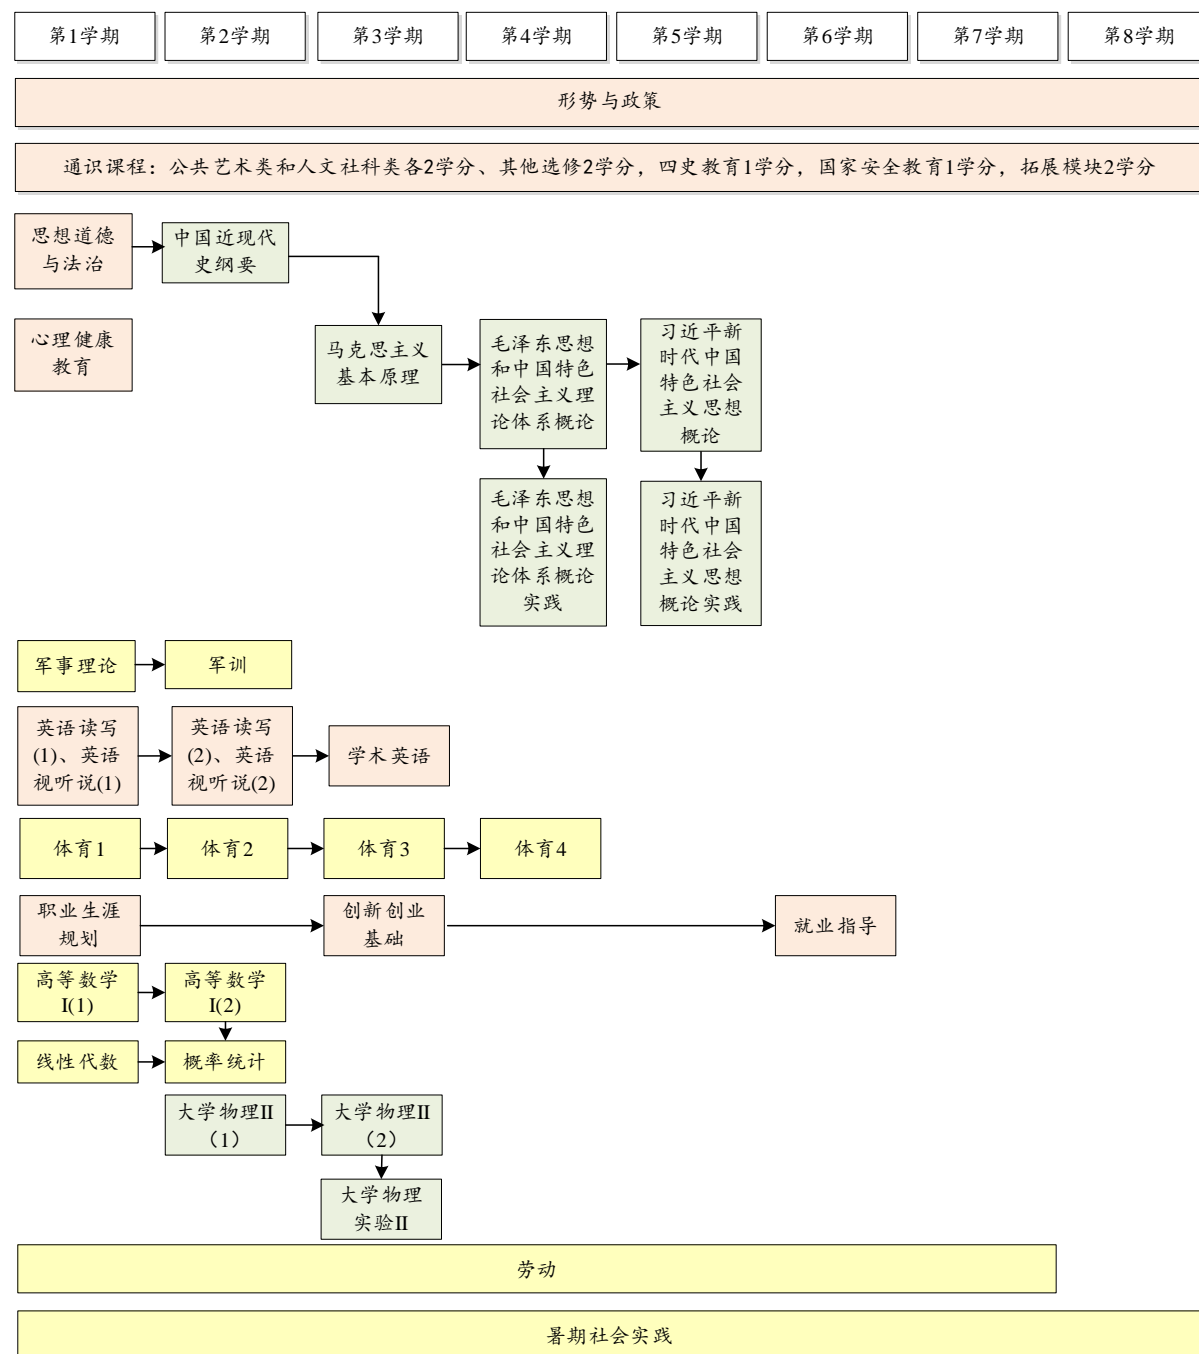 第1学期
第2学期
第3学期
第4学期
第5学期
第6学期
第7学期
第8学期
形势与政策
通识课程：公共艺术类和人文社科类各2学分、其他选修2学分，四史教育1学分，国家安全教育1学分，拓展模块2学分
思想道德
与法治
中国近现代
史纲要
心理健康
教育
马克思主义
基本原理
毛泽东思想
和中国特色
社会主义理
论体系概论
习近平新
时代中国
特色社会
主义思想
概论
毛泽东思想
和中国特色
社会主义理
论体系概论
实践
习近平新
时代中国
特色社会
主义思想
概论实践
军事理论
军训
英语读写
(1)、英语
视听说(1)
英语读写
(2)、英语
视听说(2)
学术英语
体育1
体育2
体育3
体育4
职业生涯
规划
创新创业
基础
就业指导
高等数学
I(1)
高等数学
I(2)
线性代数
概率统计
大学物理II
（1）
大学物理II
（2）
大学物理
实验II
劳动
暑期社会实践